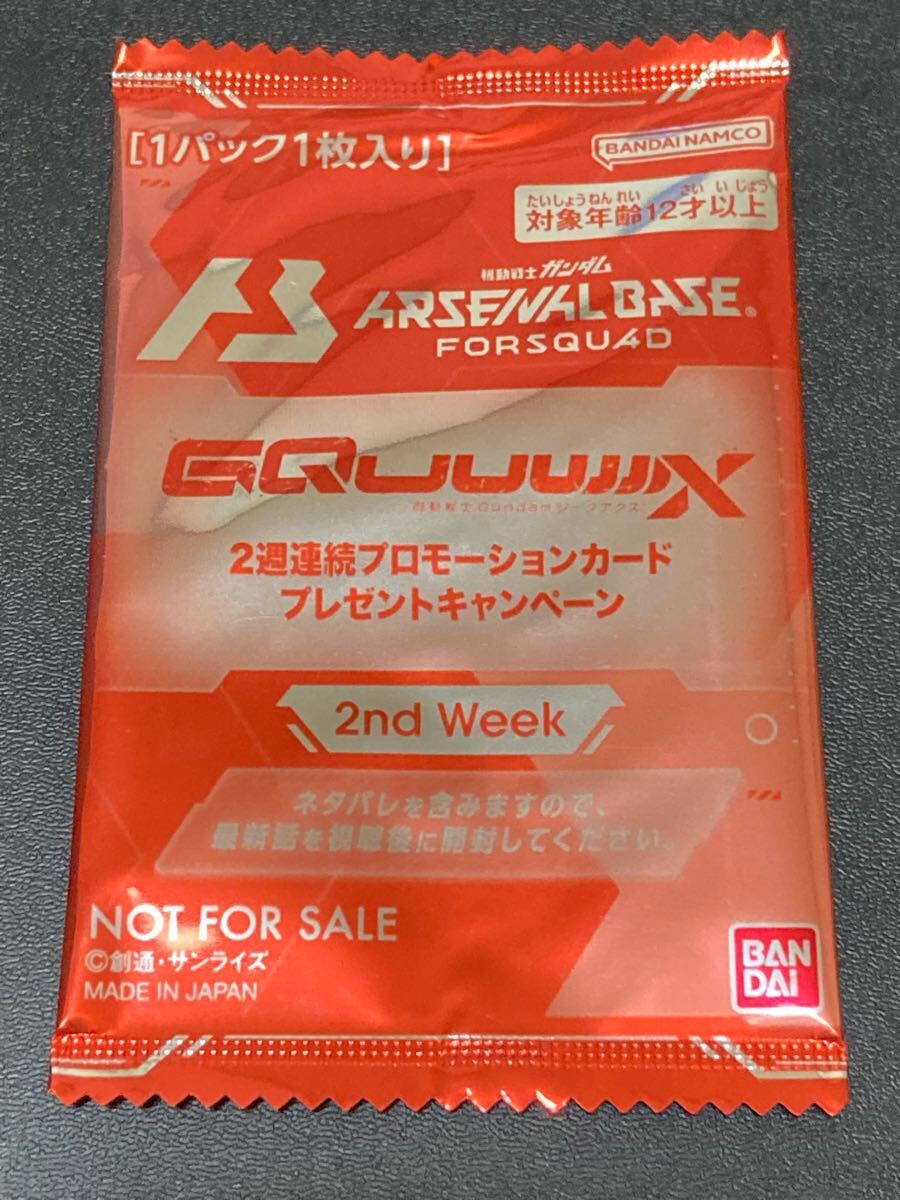 [1パック1枚入り]
BANDAI NAMCO
たいしょうねんれい さい いじょう
対象年齢12才以上
機動戦士ガンダム
AB ARSENAL BASE®
FORSQU4D
GQuuuuuuX
機動戦士Gundamジークアクス
2週連続プロモーションカード
プレゼントキャンペーン
2nd Week
ネタバレを含みますので、
最新話を視聴後に開封してください。
NOT FOR SALE
©創通・サンライズ
MADE IN JAPAN
BAN
DAI